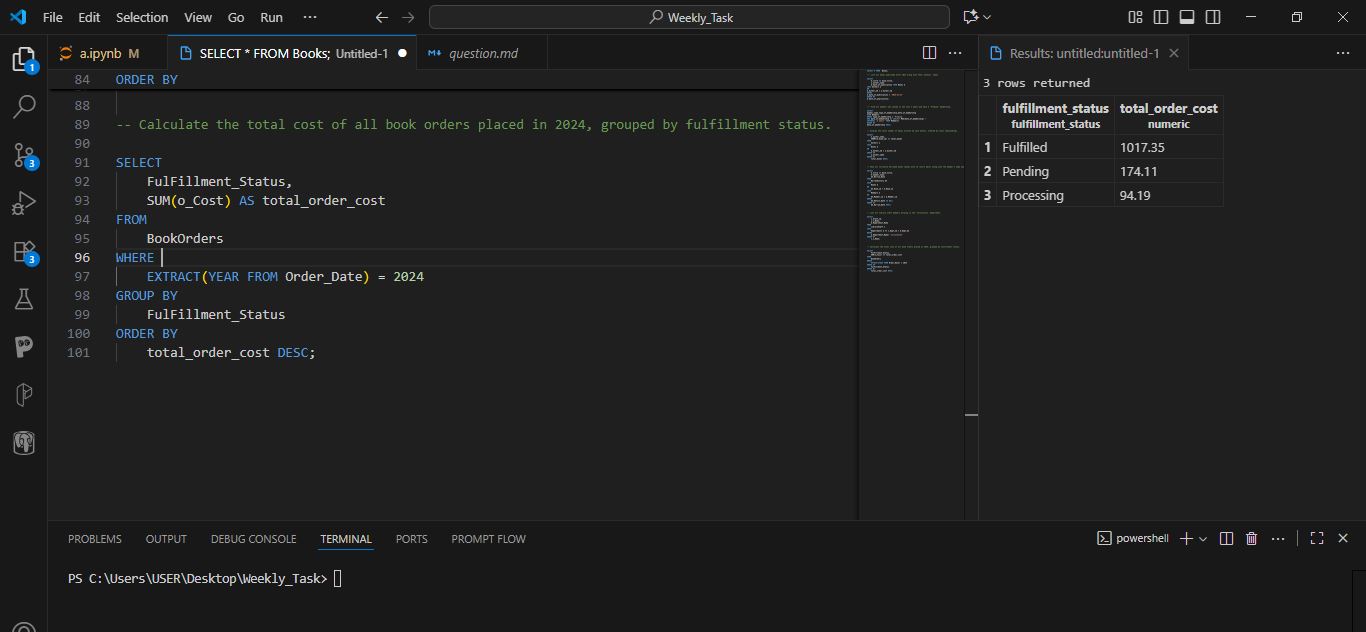 File Edit Selection View Go Run ··· Weekly_Task
a.ipynb M SELECT * FROM Books; Untitled-1 question.md
Results: untitled:untitled-1
84 ORDER BY
88
89 -- Calculate the total cost of all book orders placed in 2024, grouped by fulfillment status.
90
91 SELECT
92 FulFillment_Status,
93 SUM(o_Cost) AS total_order_cost
94 FROM
95 BookOrders
96 WHERE
97 EXTRACT(YEAR FROM Order_Date) = 2024
98 GROUP BY
99 FulFillment_Status
100 ORDER BY
101 total_order_cost DESC;
3 rows returned
fulfillment_status total_order_cost
fulfillment_status numeric
1 Fulfilled 1017.35
2 Pending 174.11
3 Processing 94.19
1
3
3
PROBLEMS OUTPUT DEBUG CONSOLE TERMINAL PORTS PROMPT FLOW
powershell
PS C:\Users\USER\Desktop\Weekly_Task>